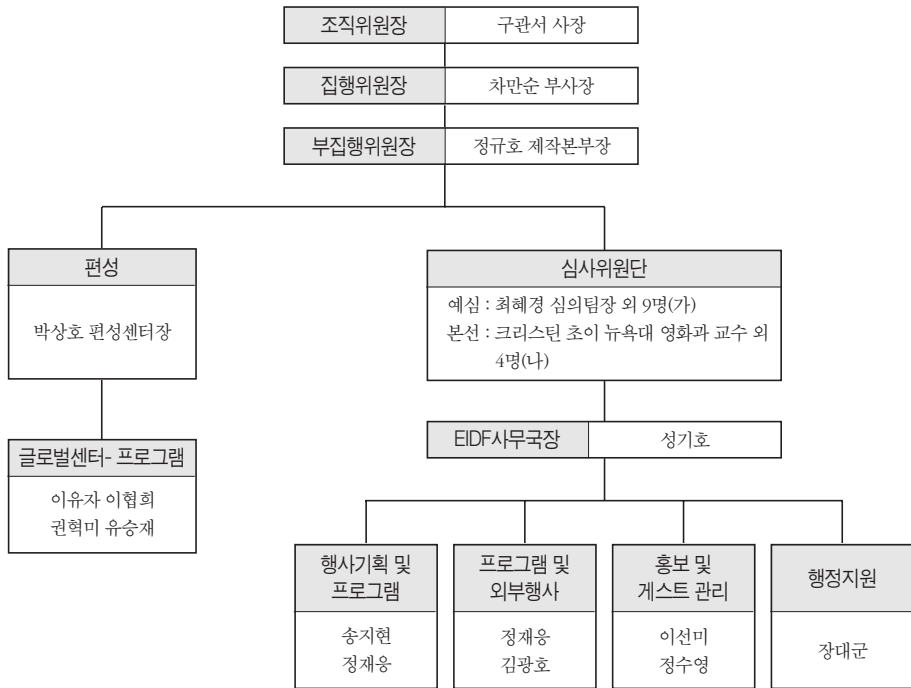 조직위원장 구관서 사장
집행위원장 차만순 부사장
부집행위원장 정규호 제작본부장
편성
박상호 편성센터장
심사위원단
예심 : 최혜경 심의팀장 외 9명(가)
본선 : 크리스틴 초이 뉴욕대 영화과 교수 외
4명(나)
EIDF사무국장 성기호
글로벌센터- 프로그램
이유자 이협희
권혁미 유승재
행사기획 및
프로그램
송지현
정재응
프로그램 및
외부행사
정재응
김광호
홍보 및
게스트 관리
이선미
정수영
행정지원
장대군